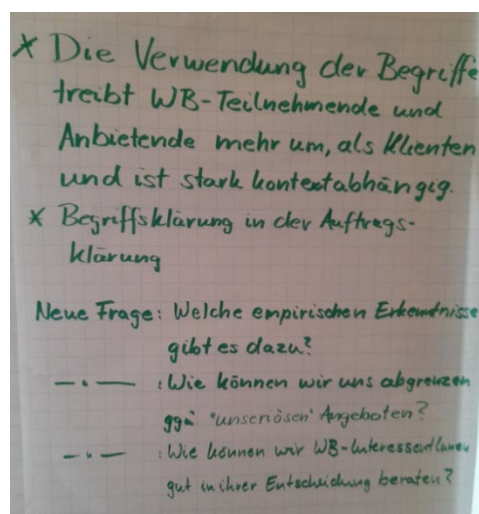 x Die Verwendung der Begriffe
treibt WB-Teilnehmende und
Anbietende mehr um, als Klienten
und ist stark kontextabhängig.
x Begriffsklärung in der Auftrags-
klärung
Neue Frage: Welche empirischen Erkenntnisse
gibt es dazu?
—"— : Wie können wir uns abgrenzen
ggü. "unseriösen" Angeboten?
—"— : Wie können wir WB-InteressentInnen
gut in ihrer Entscheidung beraten?